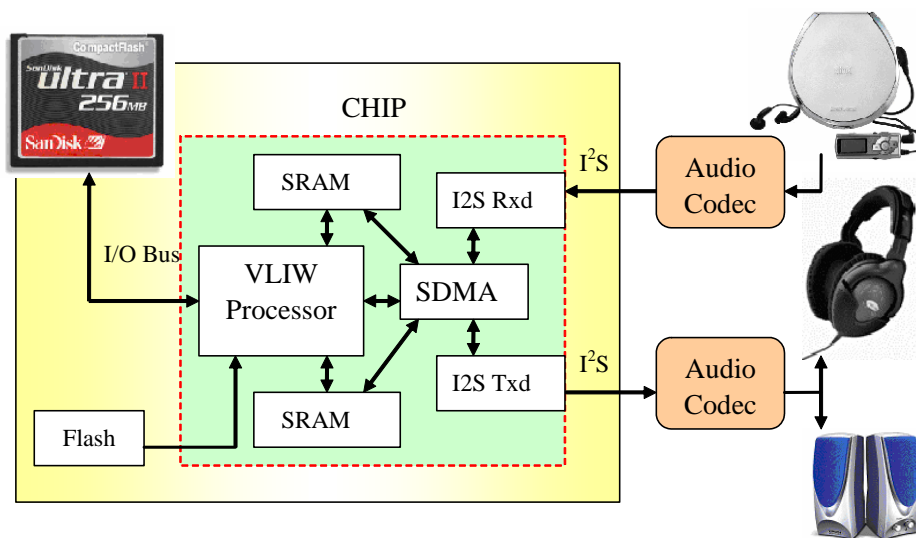 CompactFlash
SanDisk
ultra II
256MB
SanDisk
CHIP
SRAM
I2S Rxd
I²S
Audio
Codec
I/O Bus
VLIW
Processor
SDMA
I2S Txd
I²S
Audio
Codec
SRAM
Flash